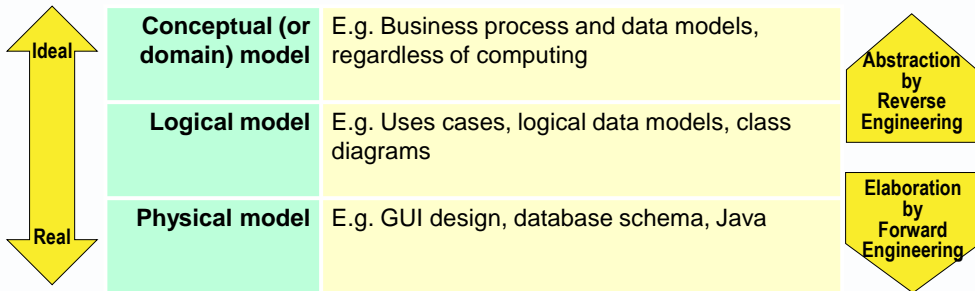 Ideal
Conceptual (or
domain) model
E.g. Business process and data models,
regardless of computing
Abstraction
by
Reverse
Engineering
Logical model
E.g. Uses cases, logical data models, class
diagrams
Physical model
E.g. GUI design, database schema, Java
Real
Elaboration
by
Forward
Engineering